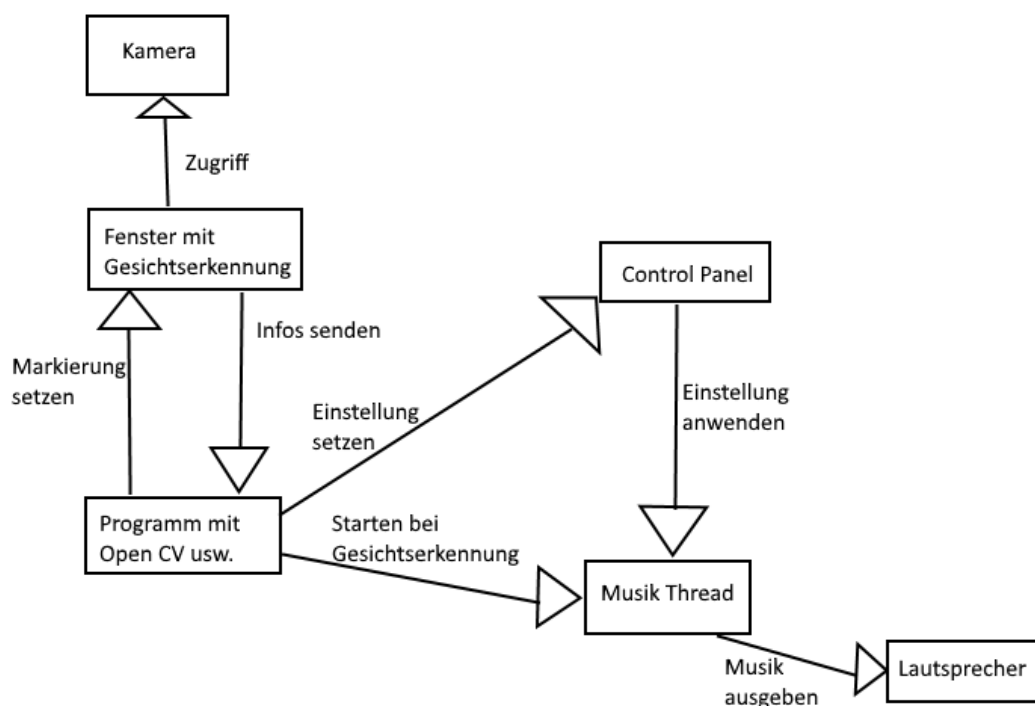 Kamera
Zugriff
Fenster mit
Gesichtserkennung
Control Panel
Infos senden
Markierung
setzen
Einstellung
setzen
Einstellung
anwenden
Programm mit
Open CV usw.
Starten bei
Gesichtserkennung
Musik Thread
Musik
ausgeben
Lautsprecher